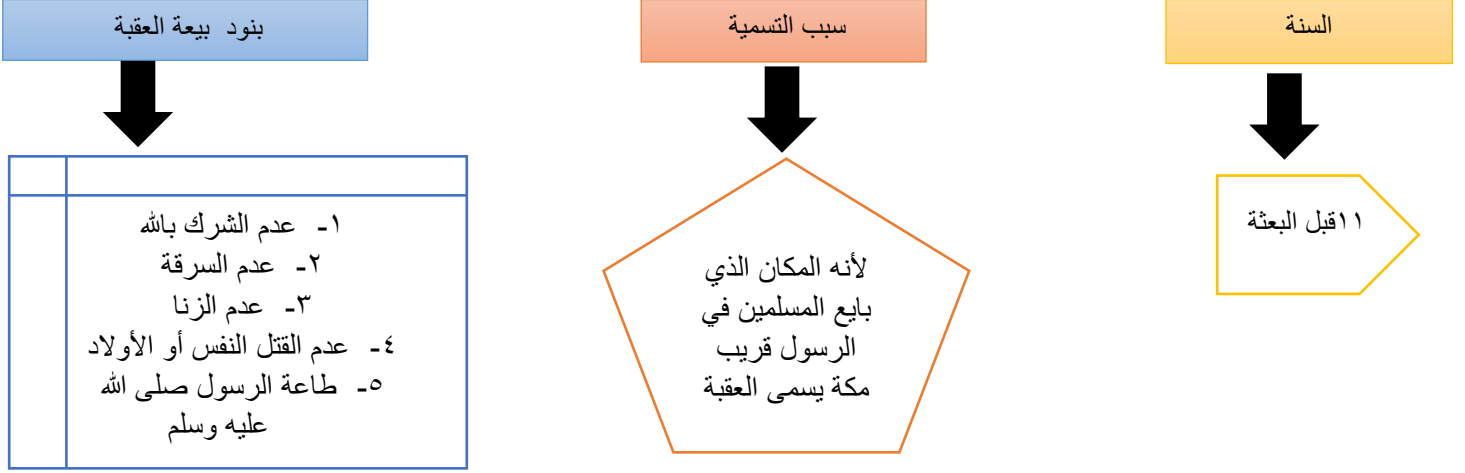 السنة
١١قبل البعثة
سبب التسمية
لأنه المكان الذي
بايع المسلمين في
الرسول قريب
مكة يسمى العقبة
بنود بيعة العقبة
١- عدم الشرك بالله
٢- عدم السرقة
٣- عدم الزنا
٤- عدم القتل النفس أو الأولاد
٥- طاعة الرسول صلى الله
عليه وسلم